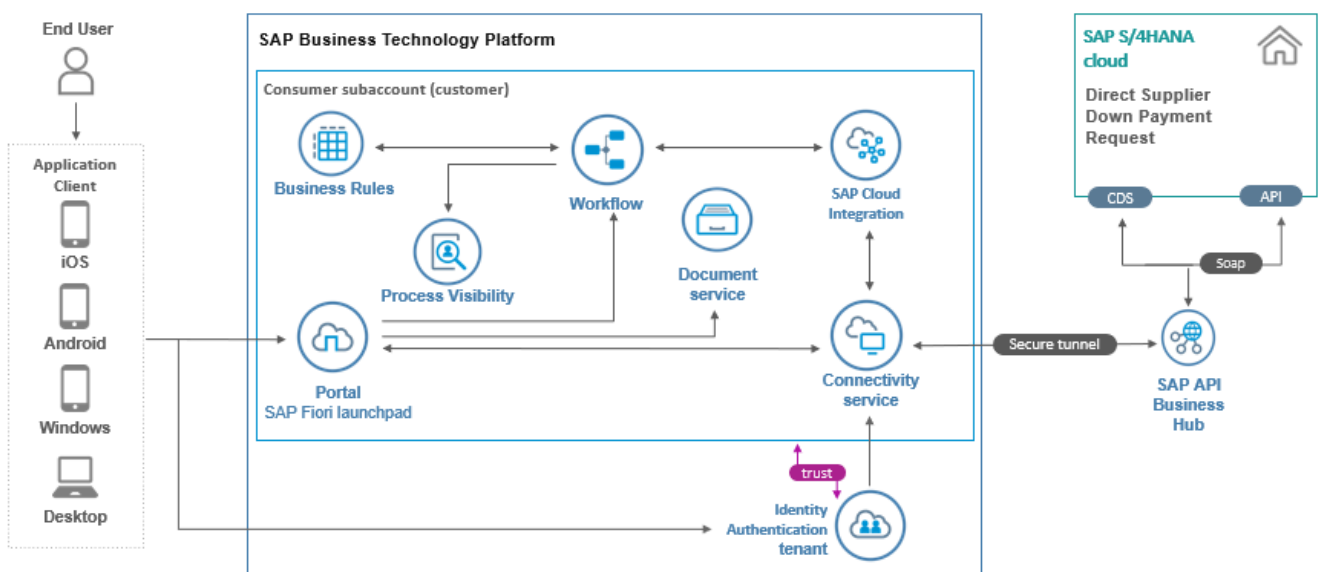 End User
Application
Client
iOS
Android
Windows
Desktop
SAP Business Technology Platform
Consumer subaccount (customer)
Business Rules
Workflow
SAP Cloud
Integration
Process Visibility
Document
service
Portal
SAP Fiori launchpad
Connectivity
service
trust
Identity
Authentication
tenant
SAP S/4HANA
cloud
Direct Supplier
Down Payment
Request
CDS
API
Soap
Secure tunnel
SAP API
Business
Hub